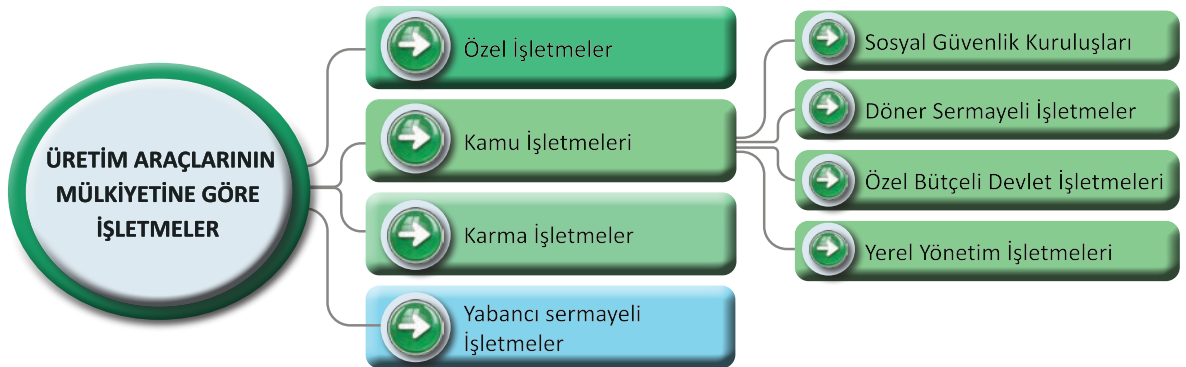 ÜRETİM ARAÇLARININ
MÜLKİYETİNE GÖRE
İŞLETMELER
Özel İşletmeler
Kamu İşletmeleri
Karma İşletmeler
Yabancı sermayeli
İşletmeler
Sosyal Güvenlik Kuruluşları
Döner Sermayeli İşletmeler
Özel Bütçeli Devlet İşletmeleri
Yerel Yönetim İşletmeleri